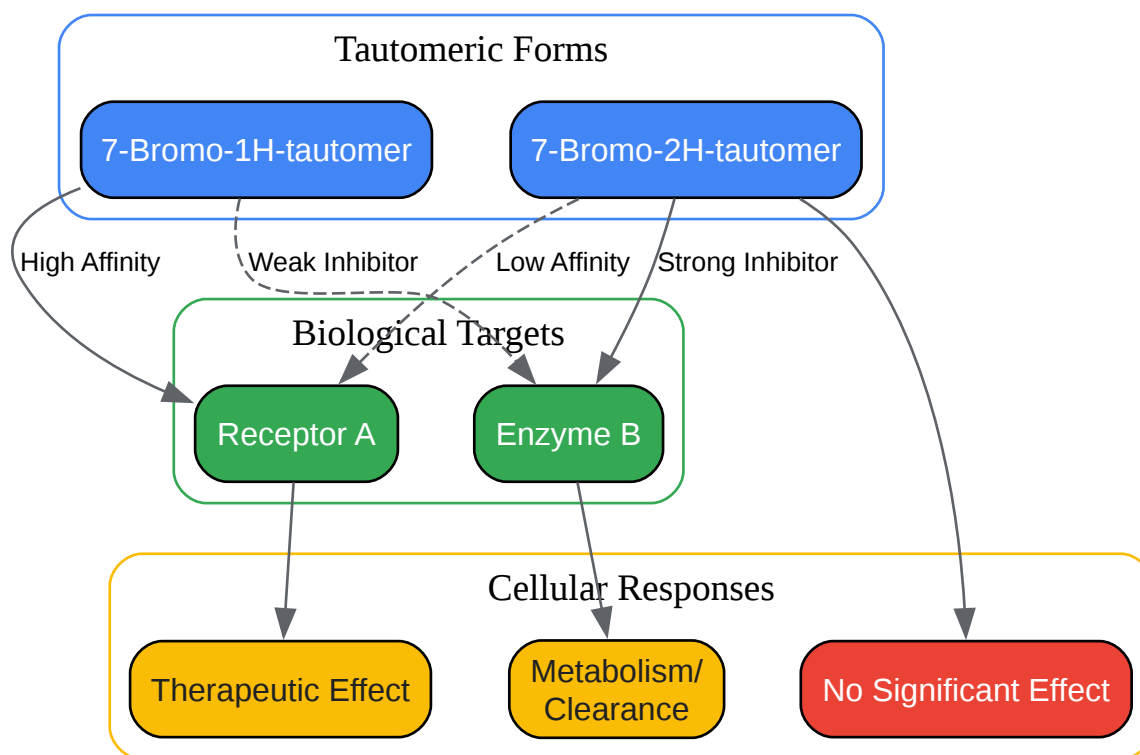 Tautomeric Forms
7-Bromo-1H-tautomer
7-Bromo-2H-tautomer
High Affinity
Weak Inhibitor
Low Affinity
Strong Inhibitor
Biological Targets
Receptor A
Enzyme B
Cellular Responses
Therapeutic Effect
Metabolism/
Clearance
No Significant Effect